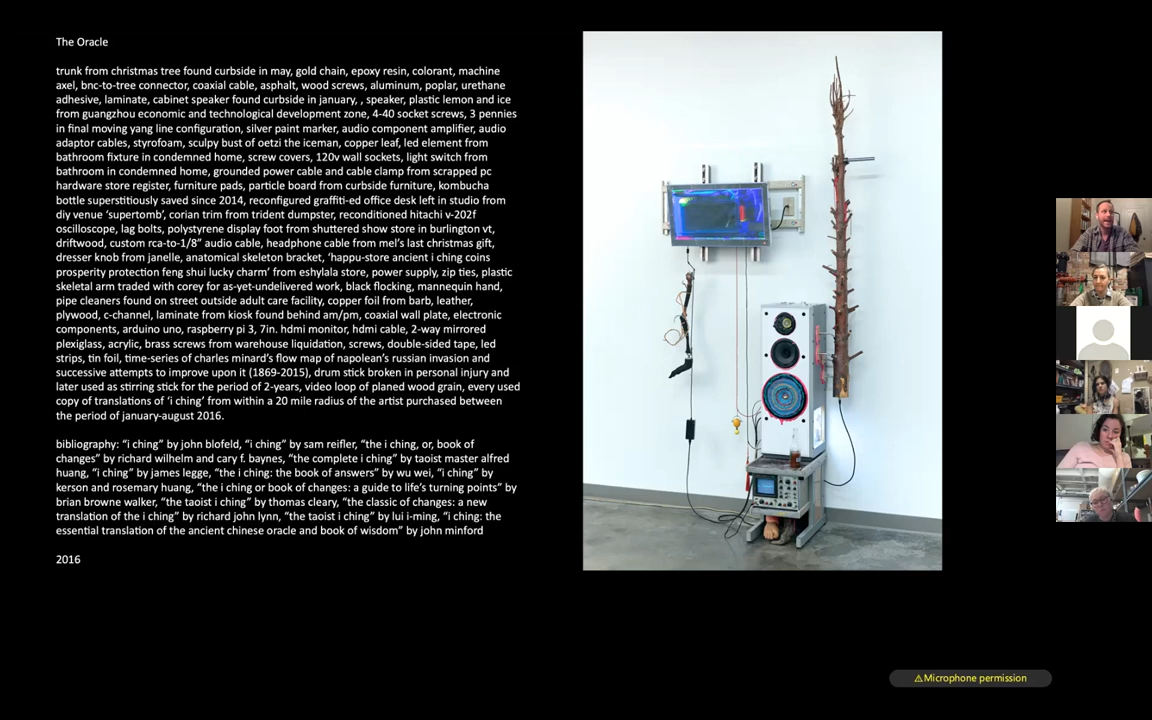 The Oracle
trunk from christmas tree found curbside in may, gold chain, epoxy resin, colorant, machine
axel, bnc-to-tree connector, coaxial cable, asphalt, wood screws, aluminum, poplar, urethane
adhesive, laminate, cabinet speaker found curbside in january, , speaker, plastic lemon and ice
from guangzhou economic and technological development zone, 4-40 socket screws, 3 pennies
in final moving yang line configuration, silver paint marker, audio component amplifier, audio
adaptor cables, styrofoam, sculpy bust of oetzi the iceman, copper leaf, led element from
bathroom fixture in condemned home, screw covers, 120v wall sockets, light switch from
bathroom in condemned home, grounded power cable and cable clamp from scrapped pc
hardware store register, furniture pads, particle board from curbside furniture, kombucha
bottle superstitiously saved since 2014, reconfigured graffiti-ed office desk left in studio from
diy venue ‘supertomb’, corian trim from trident dumpster, reconditioned hitachi v-202f
oscilloscope, lag bolts, polystyrene display foot from shuttered show store in burlington vt,
driftwood, custom rca-to-1/8” audio cable, headphone cable from mel’s last christmas gift,
dresser knob from janelle, anatomical skeleton bracket, ‘happu-store ancient i ching coins
prosperity protection feng shui lucky charm’ from eshylala store, power supply, zip ties, plastic
skeletal arm traded with corey for as-yet-undelivered work, black flocking, mannequin hand,
pipe cleaners found on street outside adult care facility, copper foil from barb, leather,
plywood, c-channel, laminate from kiosk found behind am/pm, coaxial wall plate, electronic
components, arduino uno, raspberry pi 3, 7in. hdmi monitor, hdmi cable, 2-way mirrored
plexiglass, acrylic, brass screws from warehouse liquidation, screws, double-sided tape, led
strips, tin foil, time-series of charles minard’s flow map of napolean’s russian invasion and
successive attempts to improve upon it (1869-2015), drum stick broken in personal injury and
later used as stirring stick for the period of 2-years, video loop of planed wood grain, every used
copy of translations of ‘i ching’ from within a 20 mile radius of the artist purchased between
the period of january-august 2016.
bibliography: “i ching” by john blofeld, “i ching” by sam reifler, “the i ching, or, book of
changes” by richard wilhelm and cary f. baynes, “the complete i ching” by taoist master alfred
huang, “i ching” by james legge, “the i ching: the book of answers” by wu wei, “i ching” by
kerson and rosemary huang, “the i ching or book of changes: a guide to life’s turning points” by
brian browne walker, “the taoist i ching” by thomas cleary, “the classic of changes: a new
translation of the i ching” by richard john lynn, “the taoist i ching” by lui i-ming, “i ching: the
essential translation of the ancient chinese oracle and book of wisdom” by john minford
2016
⚠Microphone permission